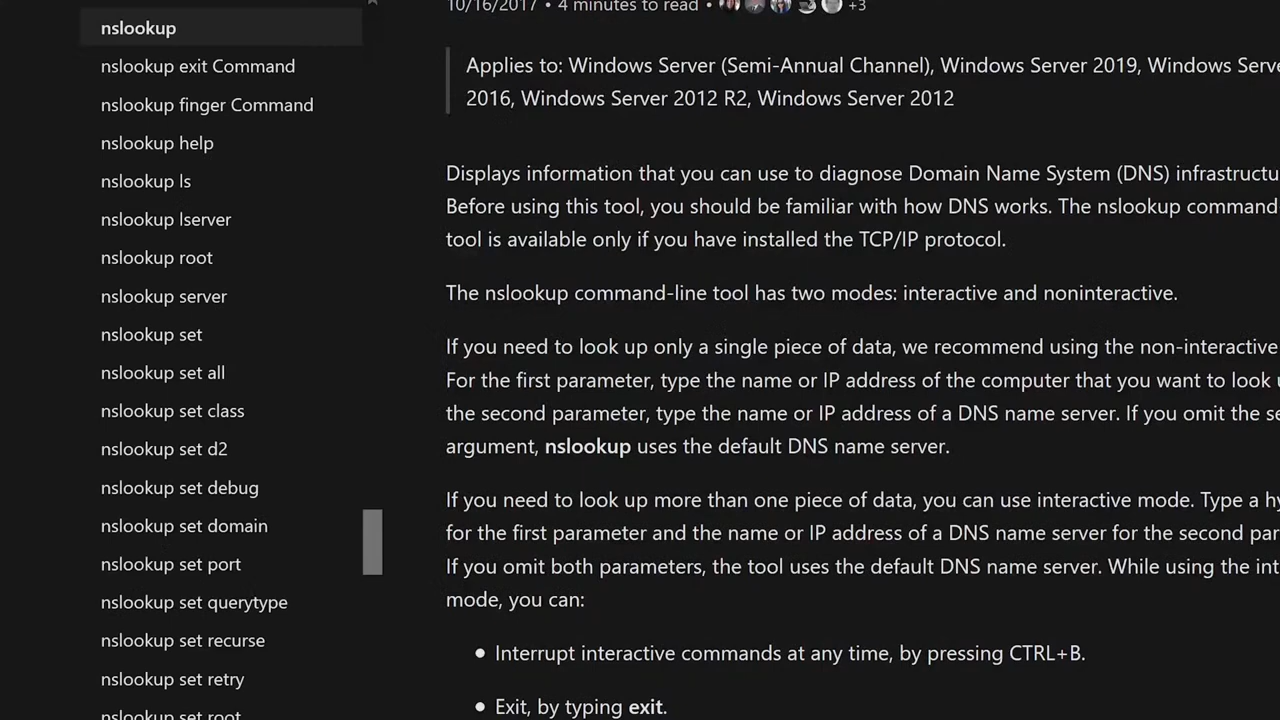 nslookup
nslookup exit Command
nslookup finger Command
nslookup help
nslookup ls
nslookup lserver
nslookup root
nslookup server
nslookup set
nslookup set all
nslookup set class
nslookup set d2
nslookup set debug
nslookup set domain
nslookup set port
nslookup set querytype
nslookup set recurse
nslookup set retry
nslookup set root
10/16/2017 • 4 minutes to read • +3
Applies to: Windows Server (Semi-Annual Channel), Windows Server 2019, Windows Serve
2016, Windows Server 2012 R2, Windows Server 2012
Displays information that you can use to diagnose Domain Name System (DNS) infrastructu
Before using this tool, you should be familiar with how DNS works. The nslookup command-
tool is available only if you have installed the TCP/IP protocol.
The nslookup command-line tool has two modes: interactive and noninteractive.
If you need to look up only a single piece of data, we recommend using the non-interactive
For the first parameter, type the name or IP address of the computer that you want to look u
the second parameter, type the name or IP address of a DNS name server. If you omit the se
argument, nslookup uses the default DNS name server.
If you need to look up more than one piece of data, you can use interactive mode. Type a hy
for the first parameter and the name or IP address of a DNS name server for the second par
If you omit both parameters, the tool uses the default DNS name server. While using the int
mode, you can:
• Interrupt interactive commands at any time, by pressing CTRL+B.
• Exit, by typing exit.